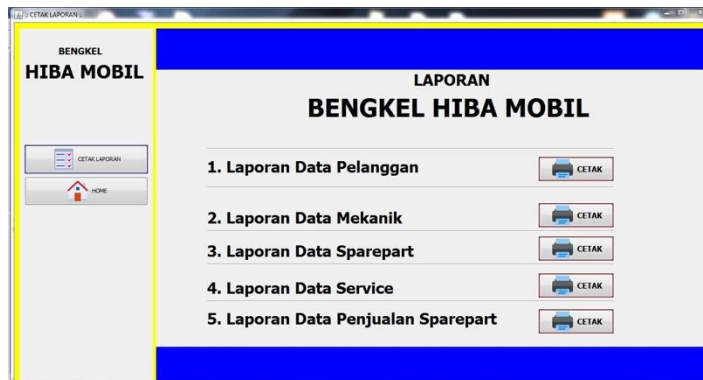 :: CETAK LAPORAN ::
BENGKEL
HIBA MOBIL
CETAK LAPORAN
HOME
LAPORAN
BENGKEL HIBA MOBIL
1. Laporan Data Pelanggan
CETAK
2. Laporan Data Mekanik
CETAK
3. Laporan Data Sparepart
CETAK
4. Laporan Data Service
CETAK
5. Laporan Data Penjualan Sparepart
CETAK